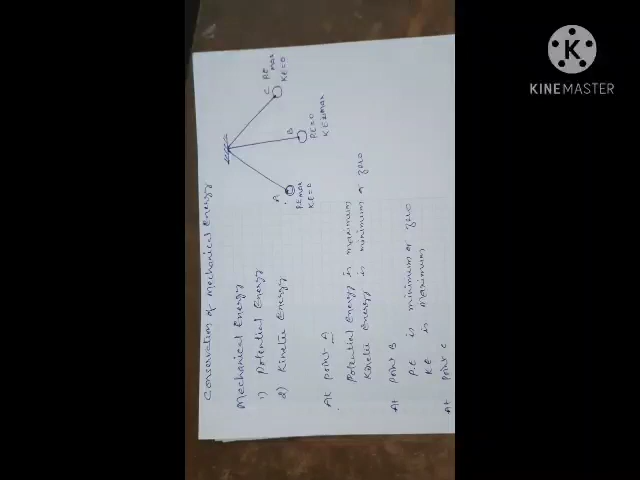 Conservation of Mechanical Energy
Mechanical Energy
1) Potential Energy
2) Kinetic Energy
A
PE max
KE=0
B
PE=0
KE max
C
PE max
KE=0
At point A
Potential Energy is maximum
Kinetic Energy is minimum or zero
At point B
P.E is minimum or zero
KE is maximum
At point C
KINEMASTER